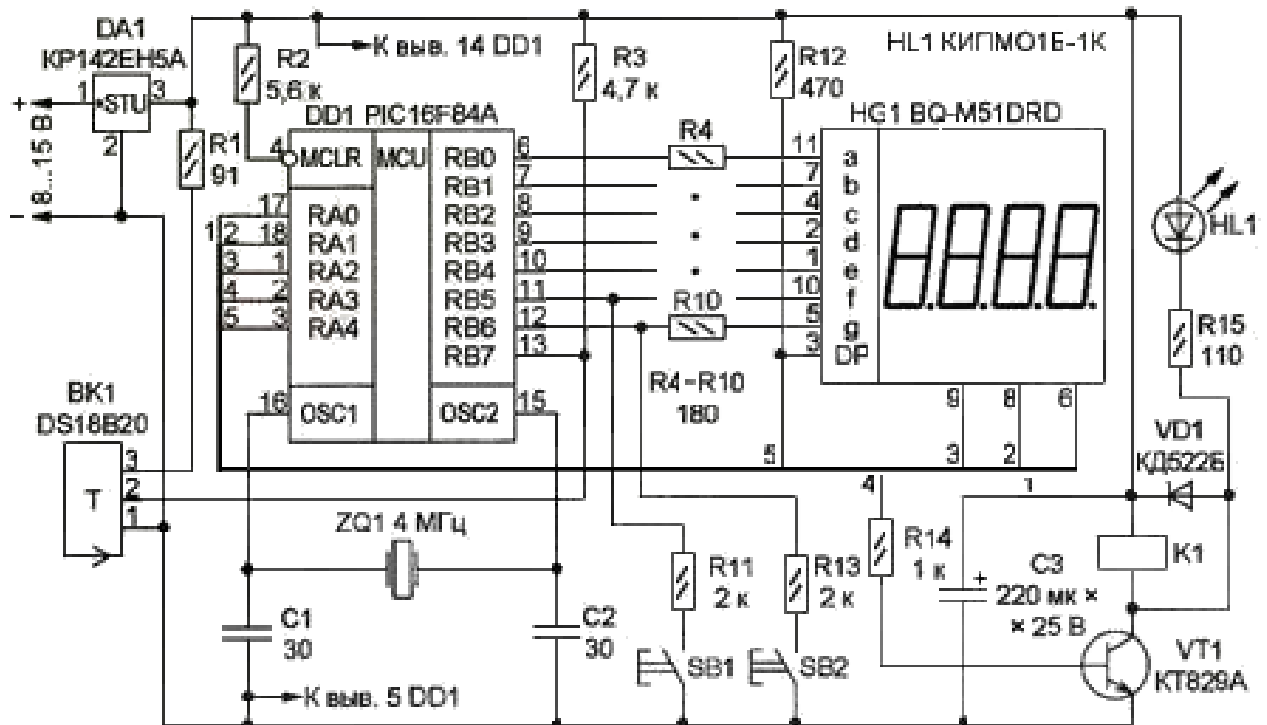 DA1
КР142ЕН5А
1
STU
3
2
+
8...15 В
−
R1
91
R2
5,6 к
К выв. 14 DD1
R3
4,7 к
R12
470
HL1 КИПМО1Б-1К
DD1 PIC16F84A
HG1 BQ-M51DRD
4
MCLR
MCU
RB0
6
R4
11
a
RB1
7
7
b
17
RA0
RB2
8
4
c
1
2
18
RA1
RB3
9
2
d
3
1
RA2
RB4
10
1
e
4
2
RA3
RB5
11
R10
10
f
5
3
RA4
RB6
12
5
g
RB7
13
3
DP
HL1
R15
110
R4-R10
180
16
OSC1
OSC2
15
9
8
6
BK1
DS18B20
3
2
1
T
5
3
2
1
4
VD1
КД522Б
ZQ1 4 МГц
R11
2 к
R13
2 к
R14
1 к
C3
+
220 мк ×
× 25 В
K1
C1
30
C2
30
SB1
SB2
VT1
КТ829А
К выв. 5 DD1